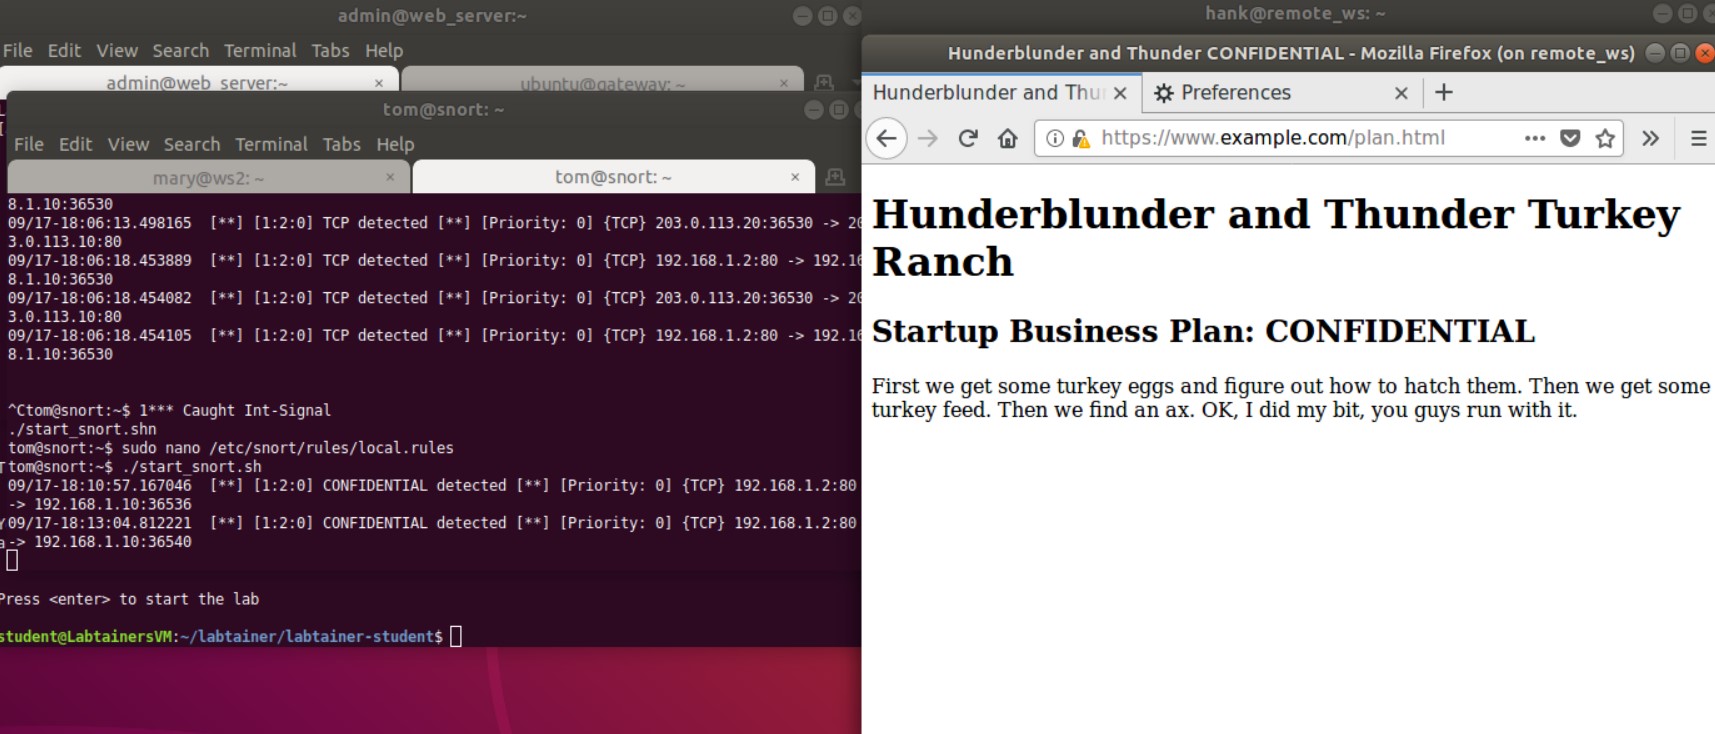 admin@web_server:~
File Edit View Search Terminal Tabs Help
admin@web_server:~ × ubuntu@gateway: ~ ×
tom@snort: ~
File Edit View Search Terminal Tabs Help
mary@ws2: ~ × tom@snort: ~ ×
8.1.10:36530
09/17-18:06:13.498165 [**] [1:2:0] TCP detected [**] [Priority: 0] {TCP} 203.0.113.20:36530 -> 20
3.0.113.10:80
09/17-18:06:18.453889 [**] [1:2:0] TCP detected [**] [Priority: 0] {TCP} 192.168.1.2:80 -> 192.16
8.1.10:36530
09/17-18:06:18.454082 [**] [1:2:0] TCP detected [**] [Priority: 0] {TCP} 203.0.113.20:36530 -> 20
3.0.113.10:80
09/17-18:06:18.454105 [**] [1:2:0] TCP detected [**] [Priority: 0] {TCP} 192.168.1.2:80 -> 192.16
8.1.10:36530
^Ctom@snort:~$ 1*** Caught Int-Signal
./start_snort.shn
tom@snort:~$ sudo nano /etc/snort/rules/local.rules
tom@snort:~$ ./start_snort.sh
09/17-18:10:57.167046 [**] [1:2:0] CONFIDENTIAL detected [**] [Priority: 0] {TCP} 192.168.1.2:80
-> 192.168.1.10:36536
09/17-18:13:04.812221 [**] [1:2:0] CONFIDENTIAL detected [**] [Priority: 0] {TCP} 192.168.1.2:80
-> 192.168.1.10:36540
Press <enter> to start the lab
student@LabtainersVM:~/labtainer/labtainer-student$
hank@remote_ws: ~
Hunderblunder and Thunder CONFIDENTIAL - Mozilla Firefox (on remote_ws)
Hunderblunder and Thu × Preferences × +
https://www.example.com/plan.html
Hunderblunder and Thunder Turkey
Ranch
Startup Business Plan: CONFIDENTIAL
First we get some turkey eggs and figure out how to hatch them. Then we get some
turkey feed. Then we find an ax. OK, I did my bit, you guys run with it.